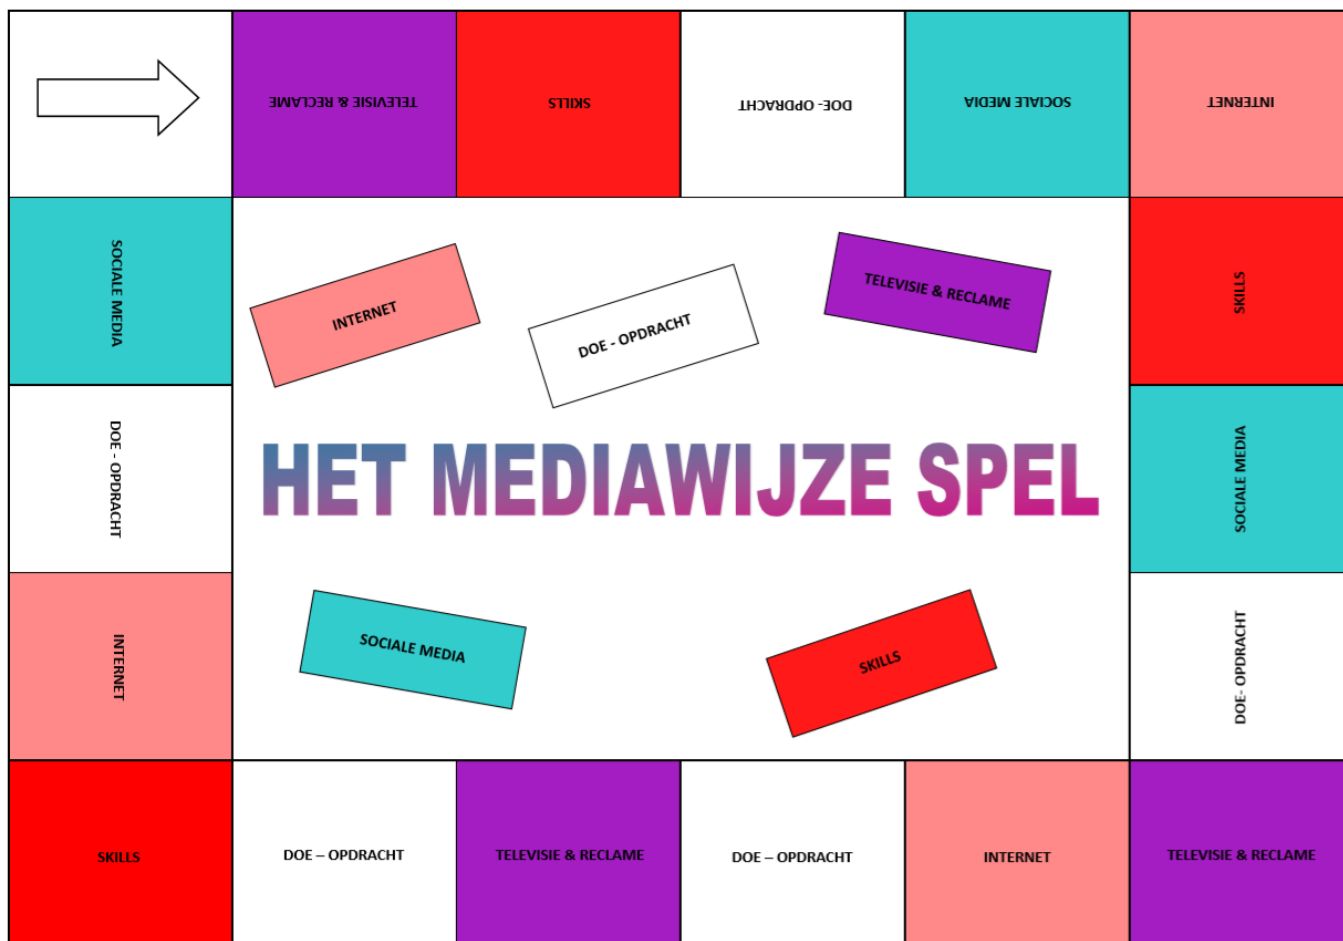 TELEVISIE & RECLAME
SKILLS
DOE- OPDRACHT
SOCIALE MEDIA
INTERNET
SOCIALE MEDIA
INTERNET
DOE - OPDRACHT
TELEVISIE & RECLAME
SKILLS
DOE - OPDRACHT
HET MEDIAWIJZE SPEL
SOCIALE MEDIA
INTERNET
SOCIALE MEDIA
SKILLS
DOE- OPDRACHT
SKILLS
DOE – OPDRACHT
TELEVISIE & RECLAME
DOE – OPDRACHT
INTERNET
TELEVISIE & RECLAME